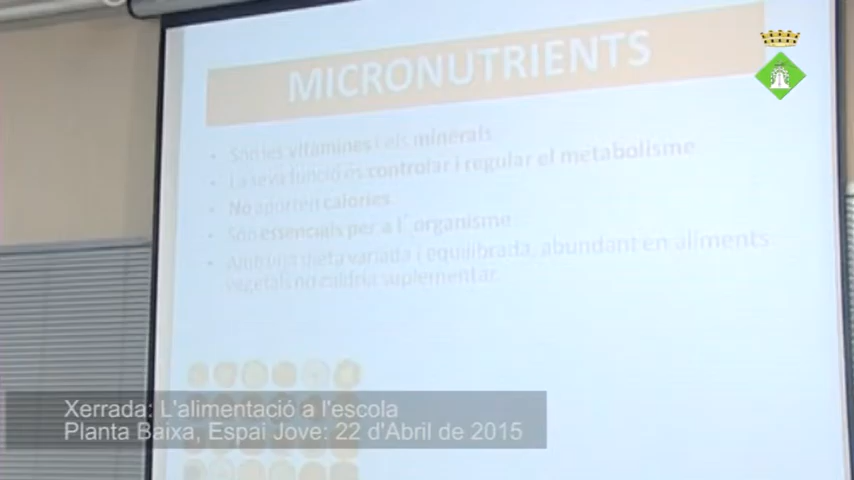 MICRONUTRIENTS
• Són les vitamines i els minerals.
• La seva funció és controlar i regular el metabolisme
• No aporten calories.
• Són essencials per a l´organisme
• Amb una dieta variada i equilibrada, abundant en aliments
vegetals no caldria suplementar.
Xerrada: L'alimentació a l'escola
Planta Baixa, Espai Jove: 22 d'Abril de 2015